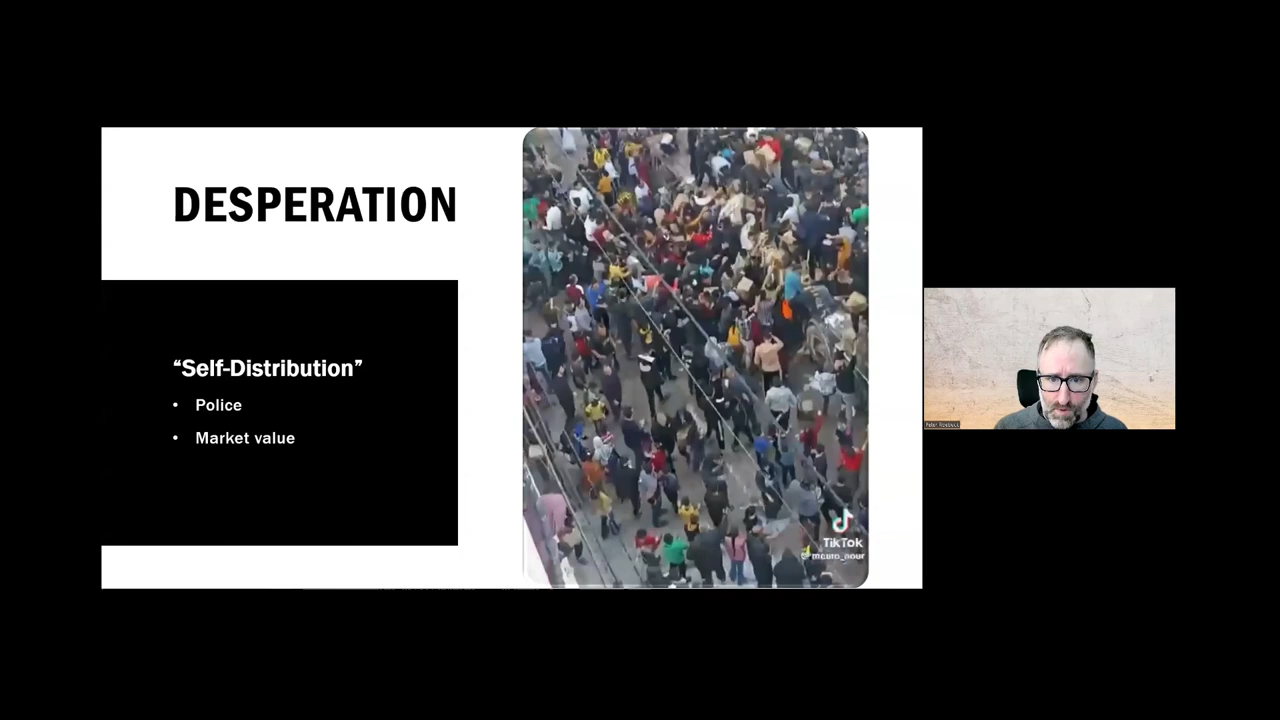 DESPERATION
“Self-Distribution”
• Police
• Market value
TikTok